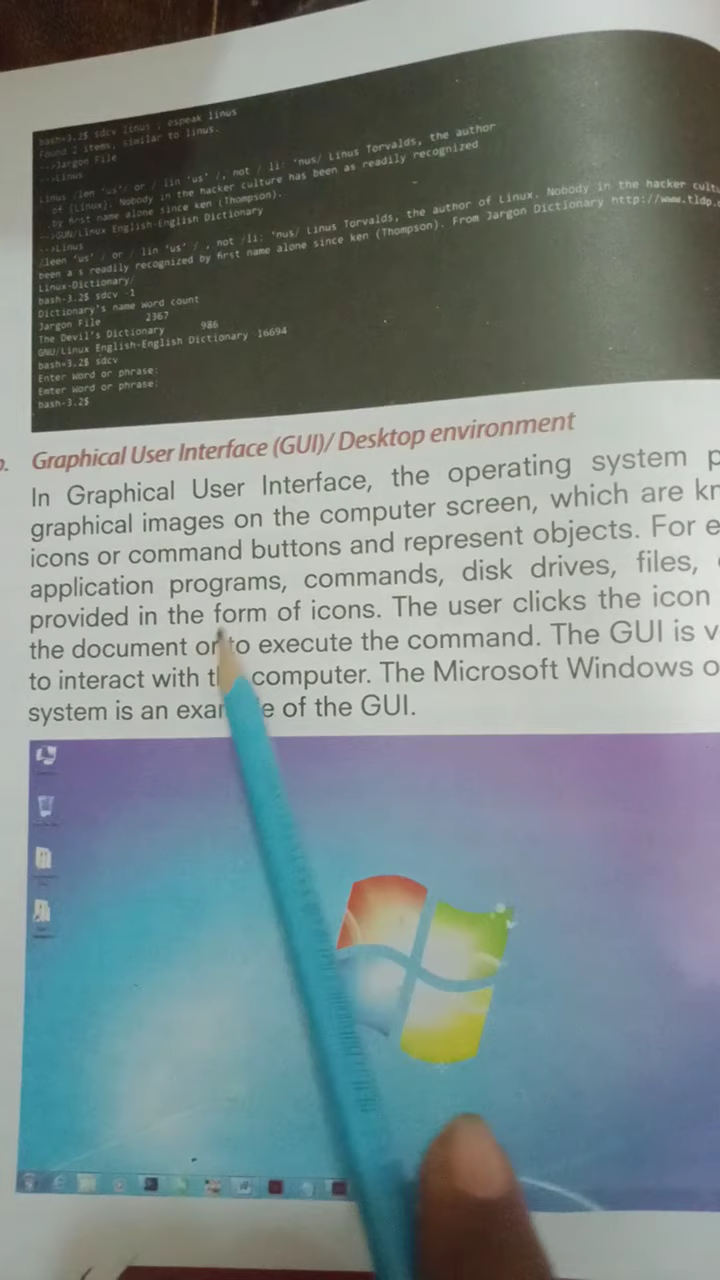 bash-3.2$ sdcv linus ; espeak linus
Found 2 items, similar to linus.
-->Jargon File
-->Linus
Linus /len 'us'/ or / lin 'us' /, not / li: 'nus/ Linus Torvalds, the author
of (Linux). Nobody in the hacker culture has been as readily recognized
by first name alone since ken (Thompson).
-->GUN/Linux English-English Dictionary
-->Linus
/leen 'us' / or / lin 'us' / , not /li: 'nus/ Linus Torvalds, the author of Linux. Nobody in the hacker cultu
been a s readily recognized by first name alone since ken (Thompson). From Jargon Dictionary http://www.tldp.
Linux-Dictionary/
bash-3.2$ sdcv -1
Dictionary's name word count
Jargon File 2367
The Devil's Dictionary 986
GNU/Linux English-English Dictionary 16694
bash-3.2$ sdcv
Enter word or phrase:
Emter word or phrase:
bash-3.2$
Graphical User Interface (GUI)/ Desktop environment
In Graphical User Interface, the operating system p
graphical images on the computer screen, which are kn
icons or command buttons and represent objects. For e
application programs, commands, disk drives, files,
provided in the form of icons. The user clicks the icon
the document or to execute the command. The GUI is v
to interact with computer. The Microsoft Windows o
system is an of the GUI.